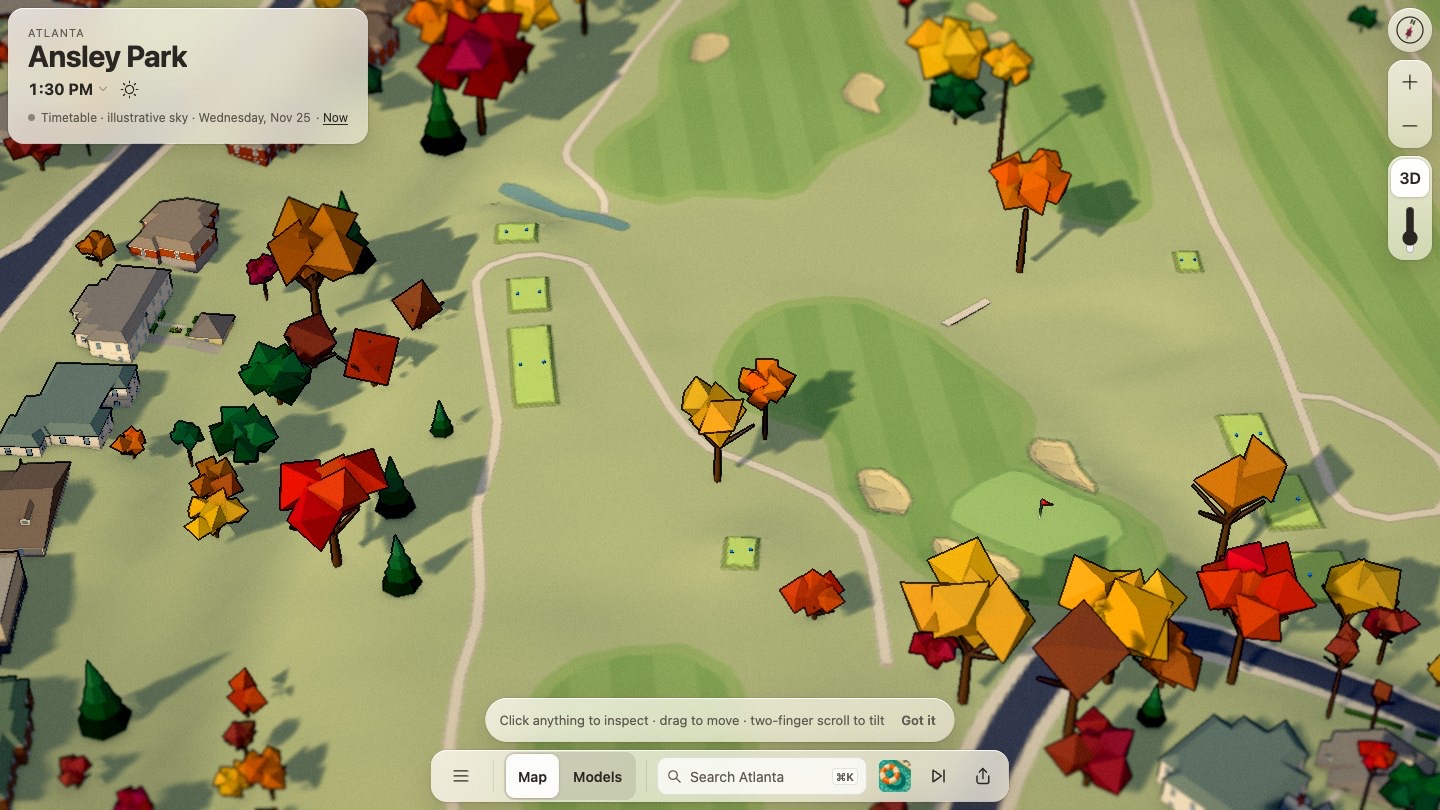 ATLANTA
Ansley Park
1:30 PM
Timetable · illustrative sky · Wednesday, Nov 25 · Now
N
3D
Click anything to inspect · drag to move · two-finger scroll to tilt Got it
Map Models Search Atlanta ⌘K